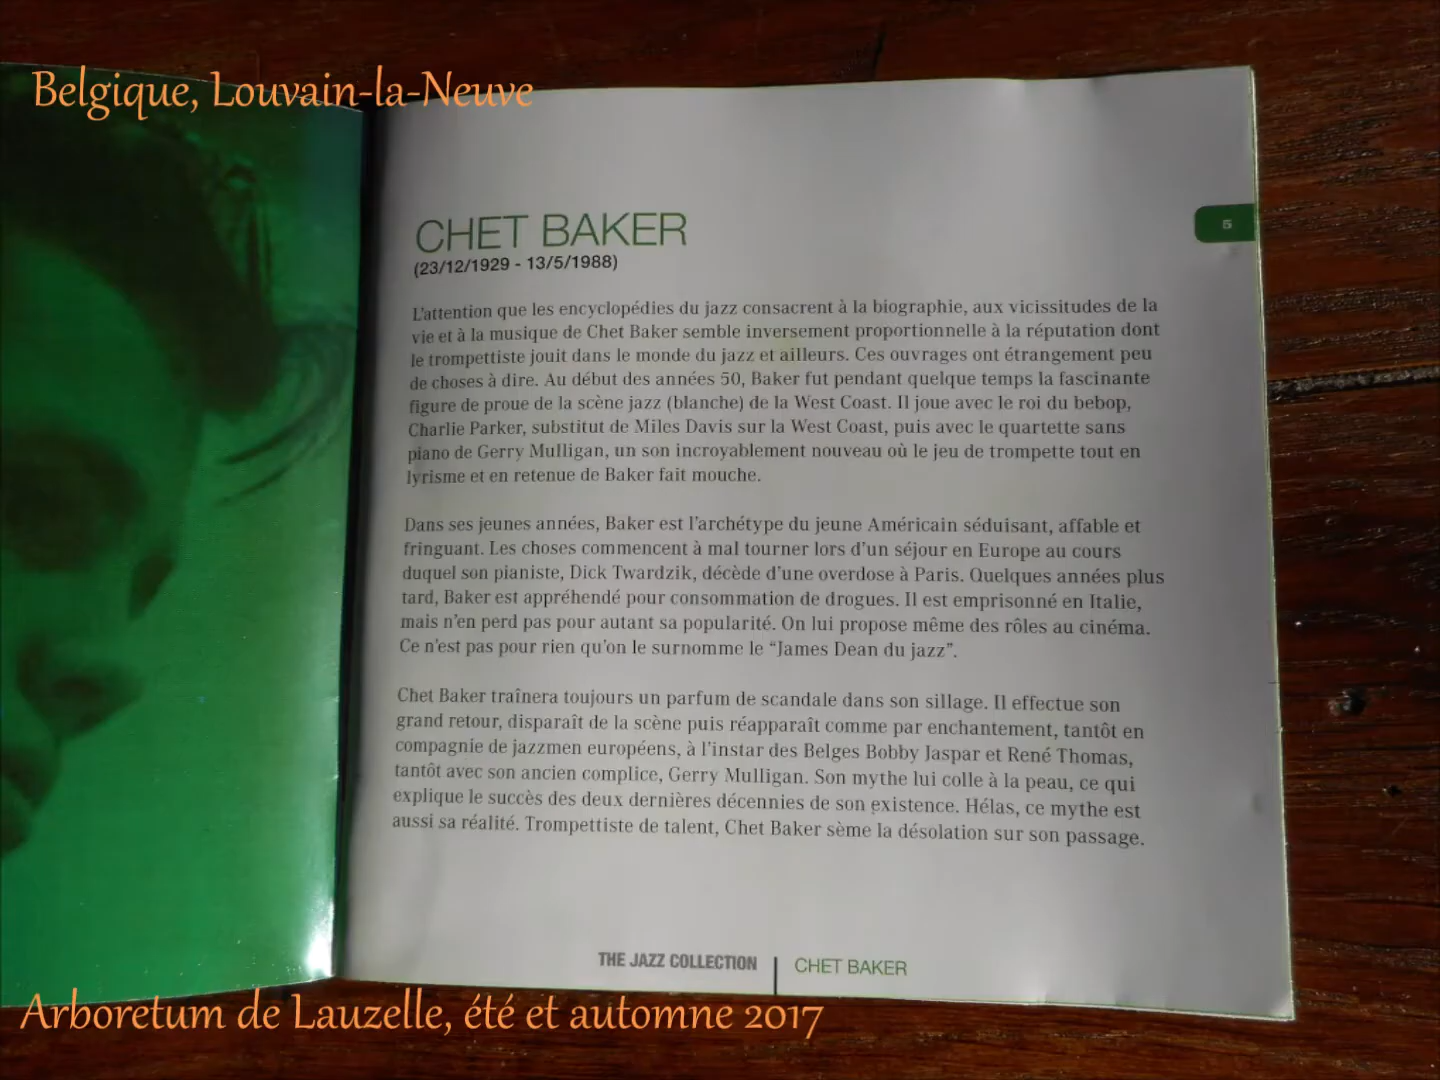 Belgique, Louvain-la-Neuve
CHET BAKER
(23/12/1929 - 13/5/1988)
5
L'attention que les encyclopédies du jazz consacrent à la biographie, aux vicissitudes de la
vie et à la musique de Chet Baker semble inversement proportionnelle à la réputation dont
le trompettiste jouit dans le monde du jazz et ailleurs. Ces ouvrages ont étrangement peu
de choses à dire. Au début des années 50, Baker fut pendant quelque temps la fascinante
figure de proue de la scène jazz (blanche) de la West Coast. Il joue avec le roi du bebop,
Charlie Parker, substitut de Miles Davis sur la West Coast, puis avec le quartette sans
piano de Gerry Mulligan, un son incroyablement nouveau où le jeu de trompette tout en
lyrisme et en retenue de Baker fait mouche.
Dans ses jeunes années, Baker est l'archétype du jeune Américain séduisant, affable et
fringuant. Les choses commencent à mal tourner lors d'un séjour en Europe au cours
duquel son pianiste, Dick Twardzik, décède d'une overdose à Paris. Quelques années plus
tard, Baker est appréhendé pour consommation de drogues. Il est emprisonné en Italie,
mais n'en perd pas pour autant sa popularité. On lui propose même des rôles au cinéma.
Ce n'est pas pour rien qu'on le surnomme le "James Dean du jazz".
Chet Baker traînera toujours un parfum de scandale dans son sillage. Il effectue son
grand retour, disparaît de la scène puis réapparaît comme par enchantement, tantôt en
compagnie de jazzmen européens, à l'instar des Belges Bobby Jaspar et René Thomas,
tantôt avec son ancien complice, Gerry Mulligan. Son mythe lui colle à la peau, ce qui
explique le succès des deux dernières décennies de son existence. Hélas, ce mythe est
aussi sa réalité. Trompettiste de talent, Chet Baker sème la désolation sur son passage.
THE JAZZ COLLECTION | CHET BAKER
Arboretum de Lauzelle, été et automne 2017